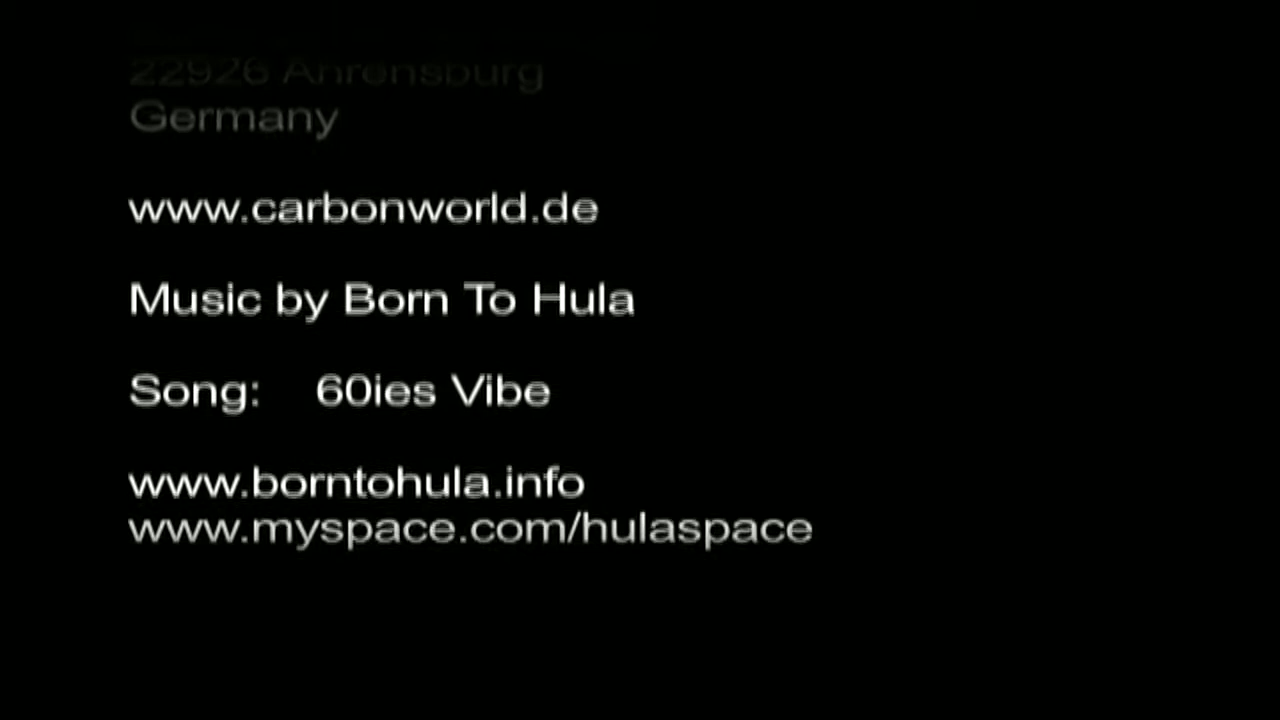 22926 Ahrensburg
Germany
www.carbonworld.de
Music by Born To Hula
Song: 60ies Vibe
www.borntohula.info
www.myspace.com/hulaspace